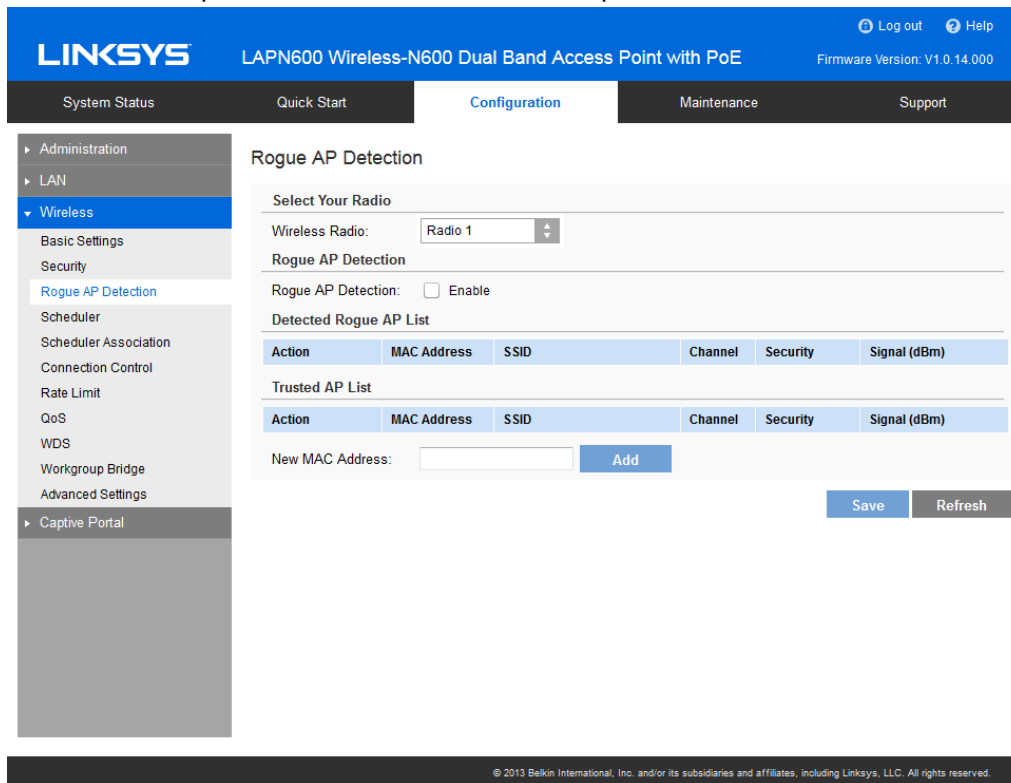 Log out Help
LINKSYS LAPN600 Wireless-N600 Dual Band Access Point with PoE Firmware Version: V1.0.14.000
System Status Quick Start Configuration Maintenance Support
Administration
LAN
Wireless
Basic Settings
Security
Rogue AP Detection
Scheduler
Scheduler Association
Connection Control
Rate Limit
QoS
WDS
Workgroup Bridge
Advanced Settings
Captive Portal
Rogue AP Detection
Select Your Radio
Wireless Radio: Radio 1
Rogue AP Detection
Rogue AP Detection: Enable
Detected Rogue AP List
Action MAC Address SSID Channel Security Signal (dBm)
Trusted AP List
Action MAC Address SSID Channel Security Signal (dBm)
New MAC Address: Add
Save Refresh
© 2013 Belkin International, Inc. and/or its subsidiaries and affiliates, including Linksys, LLC. All rights reserved.